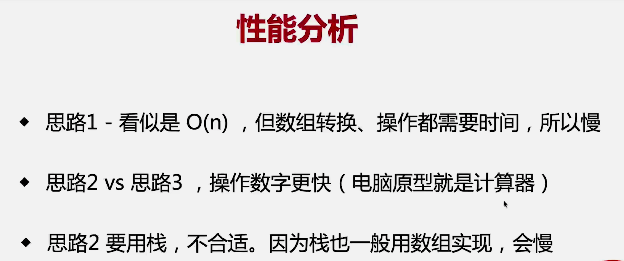 性能分析
◆ 思路1 - 看似是 O(n) ，但数组转换、操作都需要时间，所以慢
◆ 思路2 vs 思路3 ，操作数字更快（电脑原型就是计算器）
◆ 思路2 要用栈，不合适。因为栈也一般用数组实现，会慢